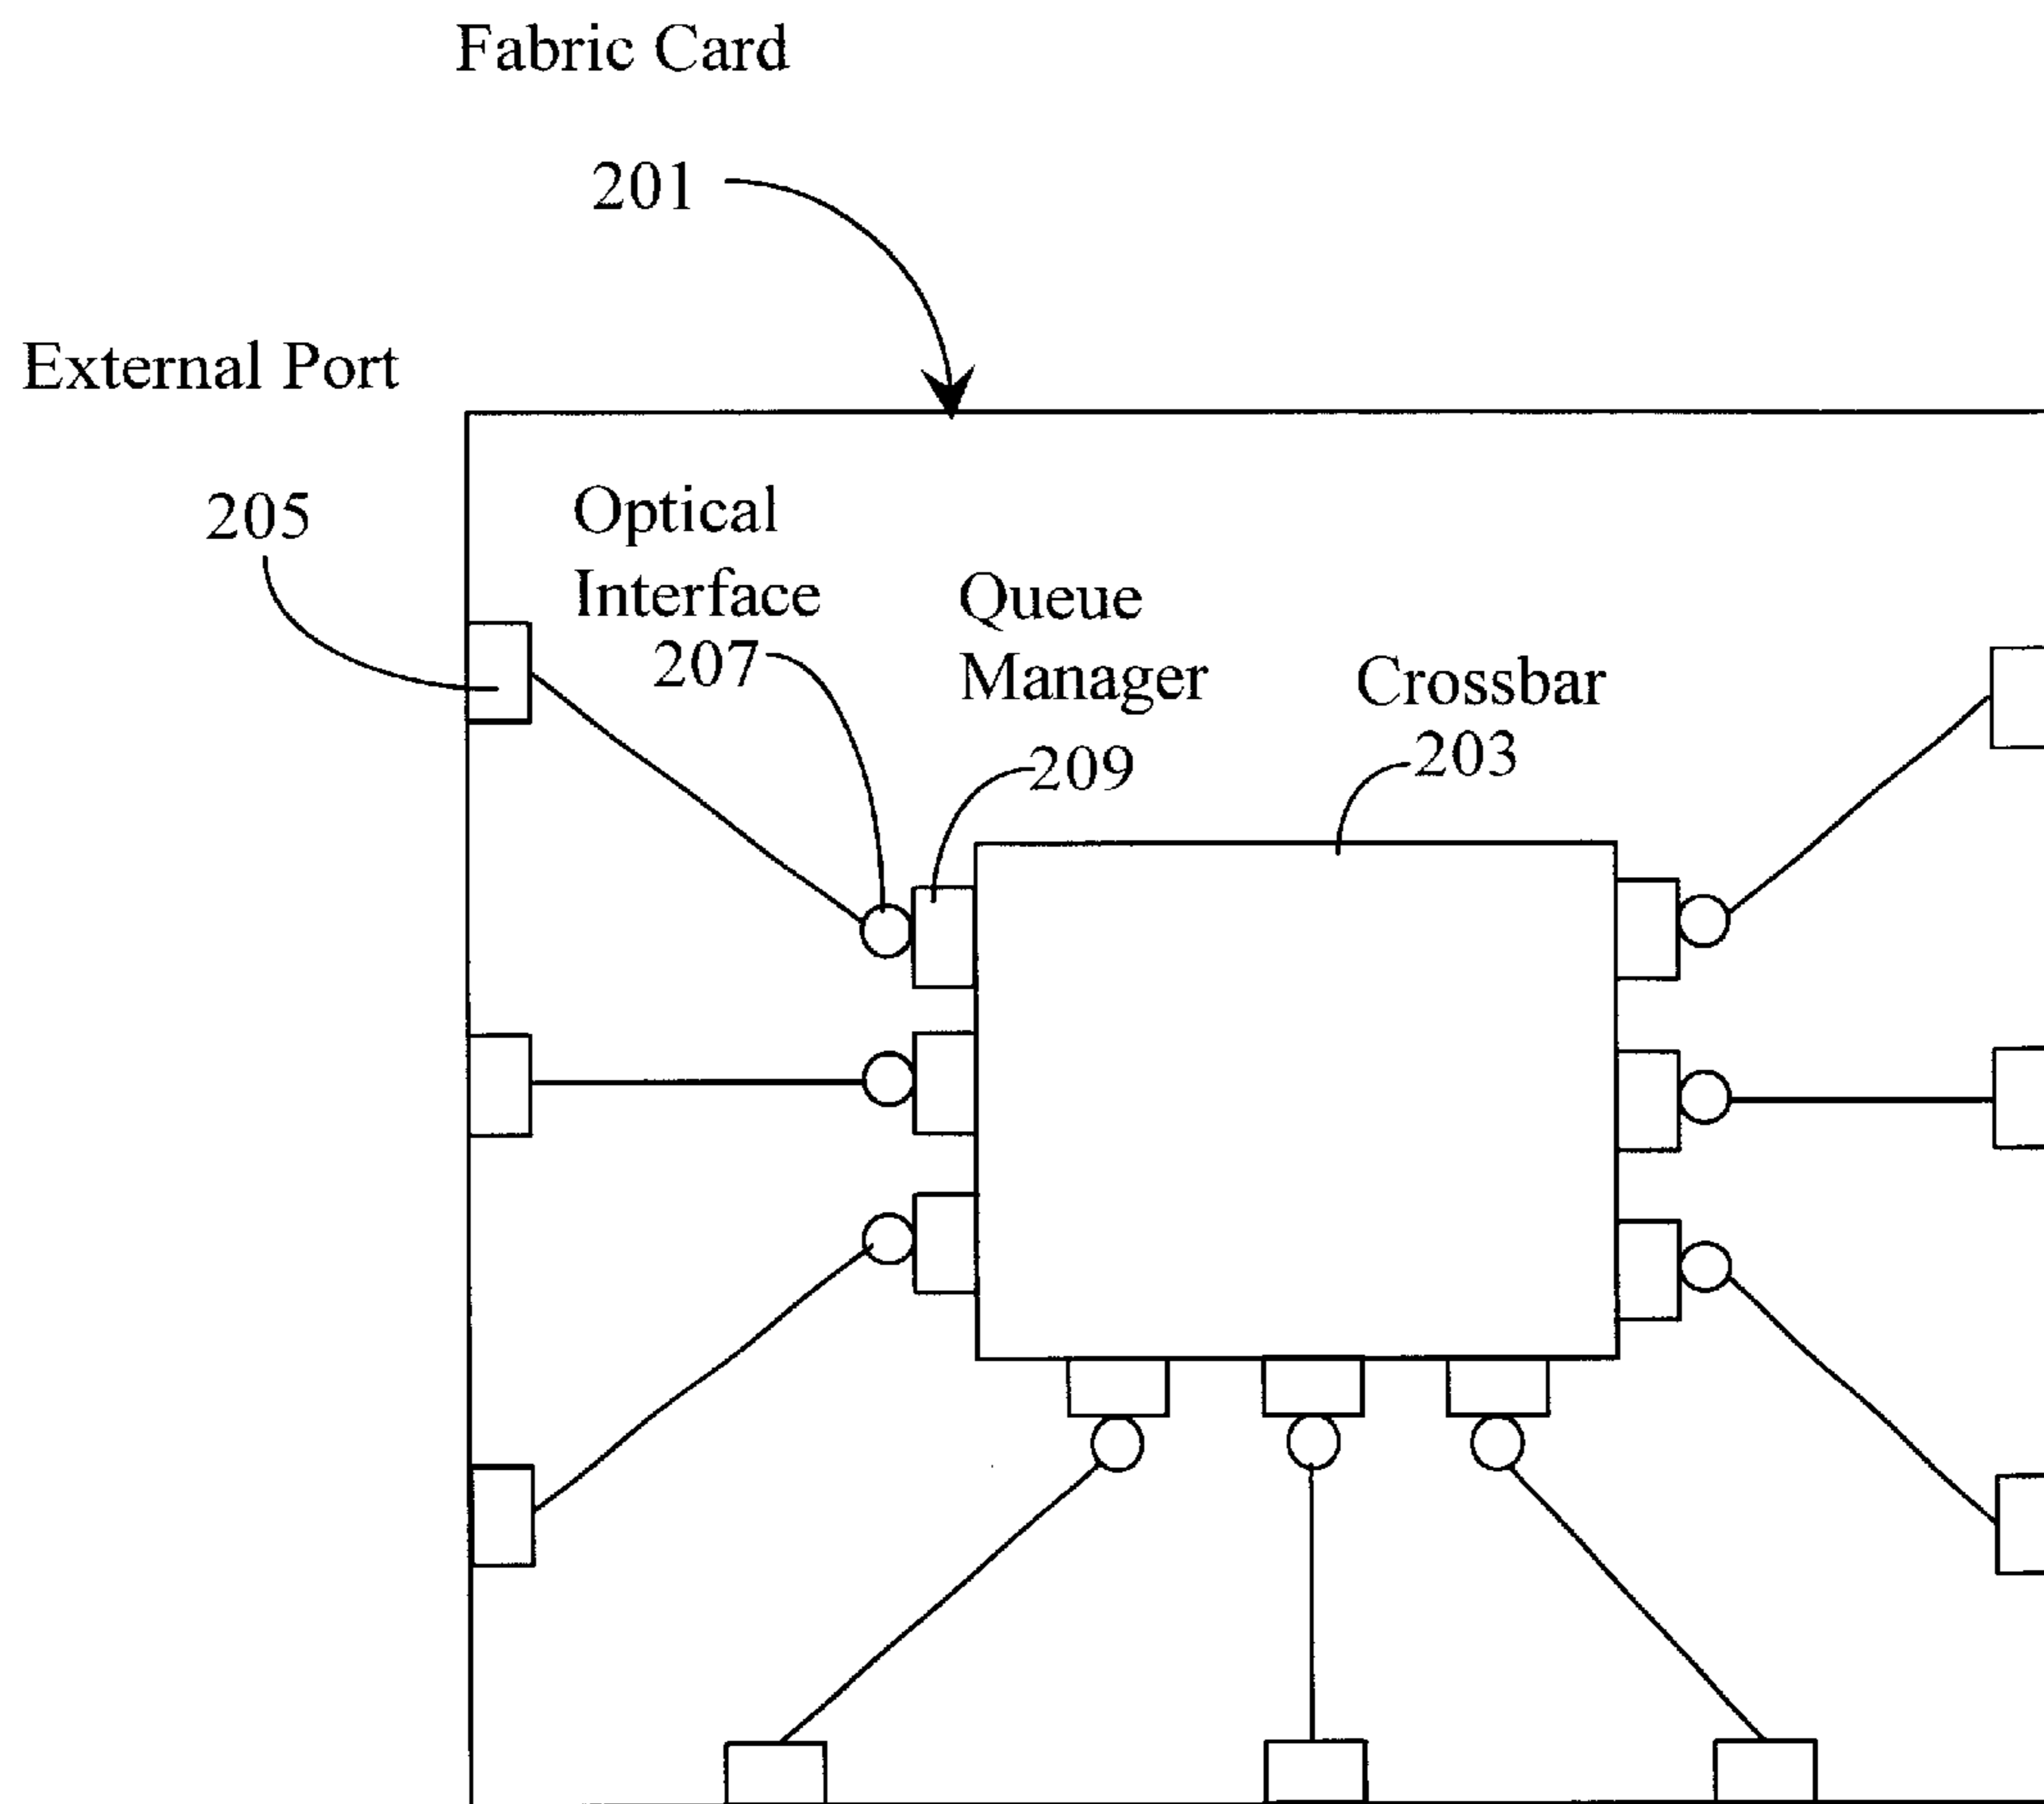 Fabric Card
201
External Port
205
Optical
Interface
207
Queue
Manager
209
Crossbar
203